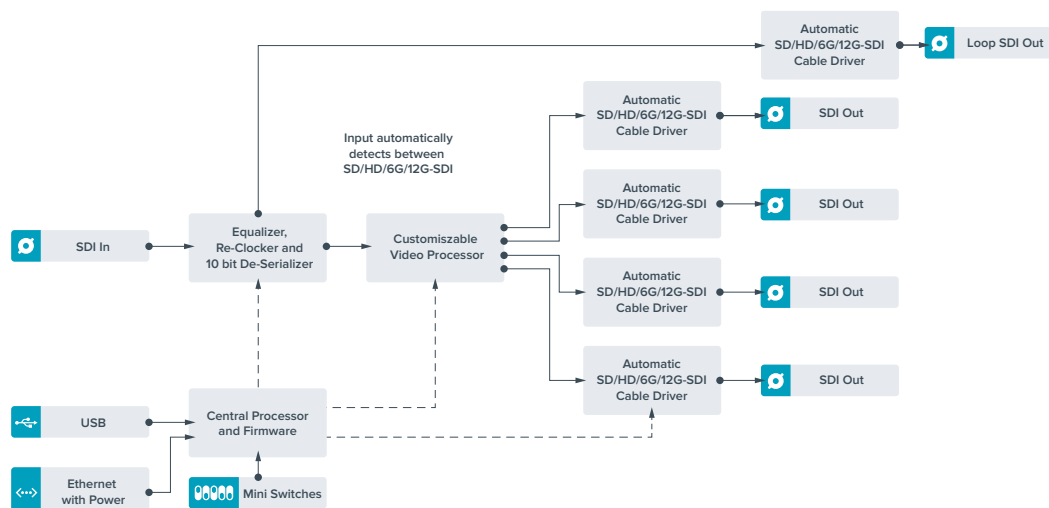 Automatic
SD/HD/6G/12G-SDI
Cable Driver
Loop SDI Out
Automatic
SD/HD/6G/12G-SDI
Cable Driver
SDI Out
Input automatically
detects between
SD/HD/6G/12G-SDI
Automatic
SD/HD/6G/12G-SDI
Cable Driver
SDI Out
SDI In
Equalizer,
Re-Clocker and
10 bit De-Serializer
Customiszable
Video Processor
Automatic
SD/HD/6G/12G-SDI
Cable Driver
SDI Out
Automatic
SD/HD/6G/12G-SDI
Cable Driver
SDI Out
USB
Central Processor
and Firmware
Ethernet
with Power
Mini Switches